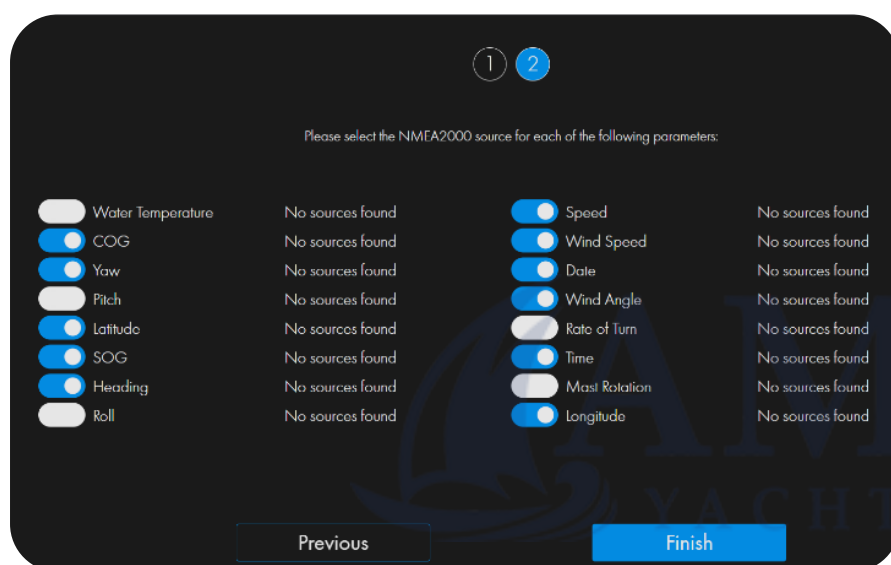 1 2
Please select the NMEA2000 source for each of the following parameters:
Water Temperature No sources found Speed No sources found
COG No sources found Wind Speed No sources found
Yaw No sources found Date No sources found
Pitch No sources found Wind Angle No sources found
Latitude No sources found Rate of Turn No sources found
SOG No sources found Time No sources found
Heading No sources found Mast Rotation No sources found
Roll No sources found Longitude No sources found
AM
YACHT
Previous Finish